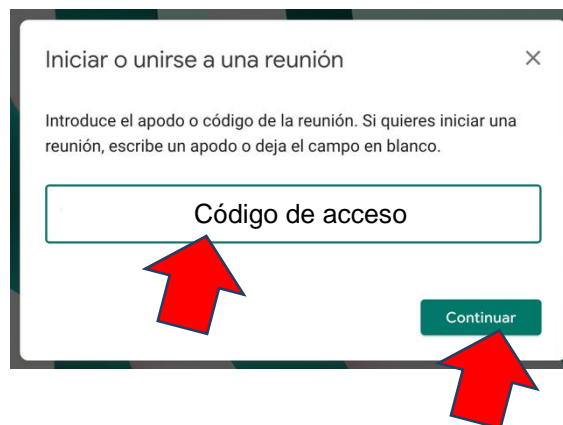 Iniciar o unirse a una reunión
Introduce el apodo o código de la reunión. Si quieres iniciar una
reunión, escribe un apodo o deja el campo en blanco.
Código de acceso
Continuar